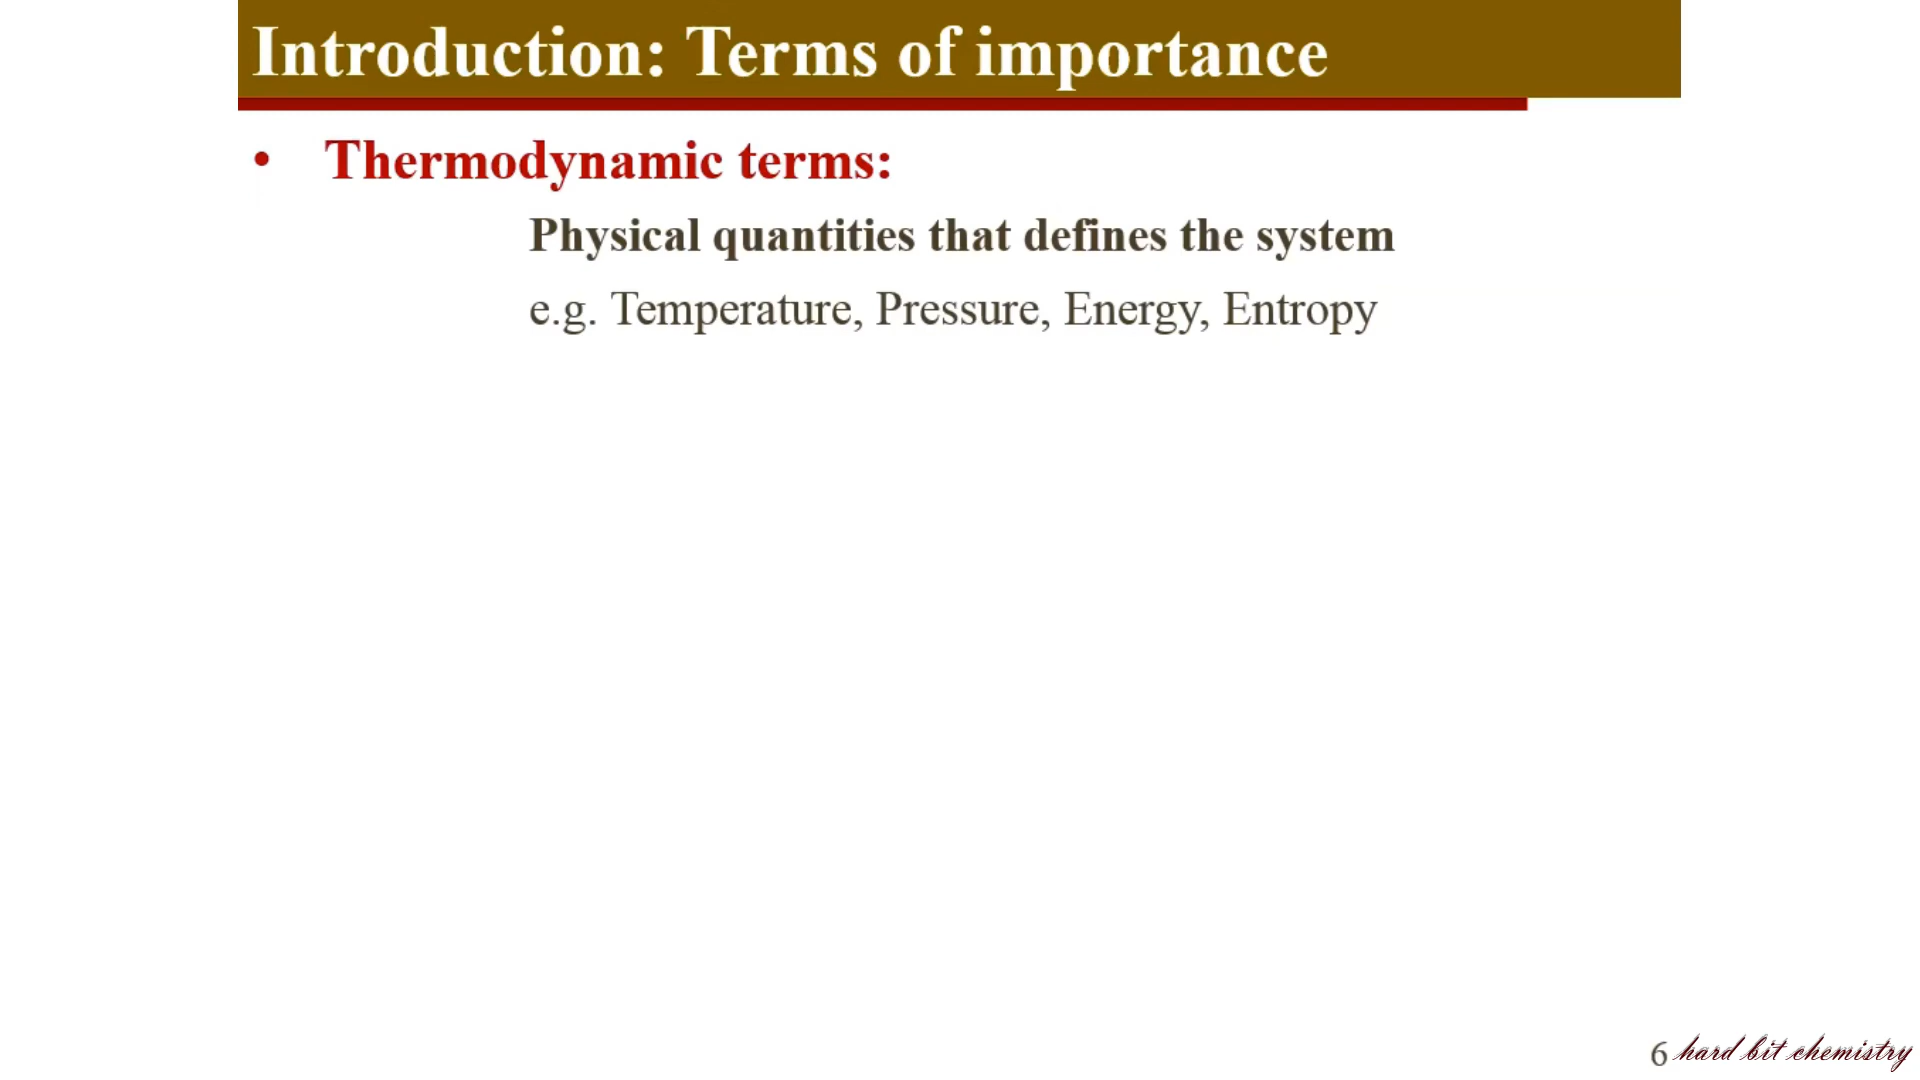 Introduction: Terms of importance
• Thermodynamic terms:
Physical quantities that defines the system
e.g. Temperature, Pressure, Energy, Entropy
6 hard bit chemistry